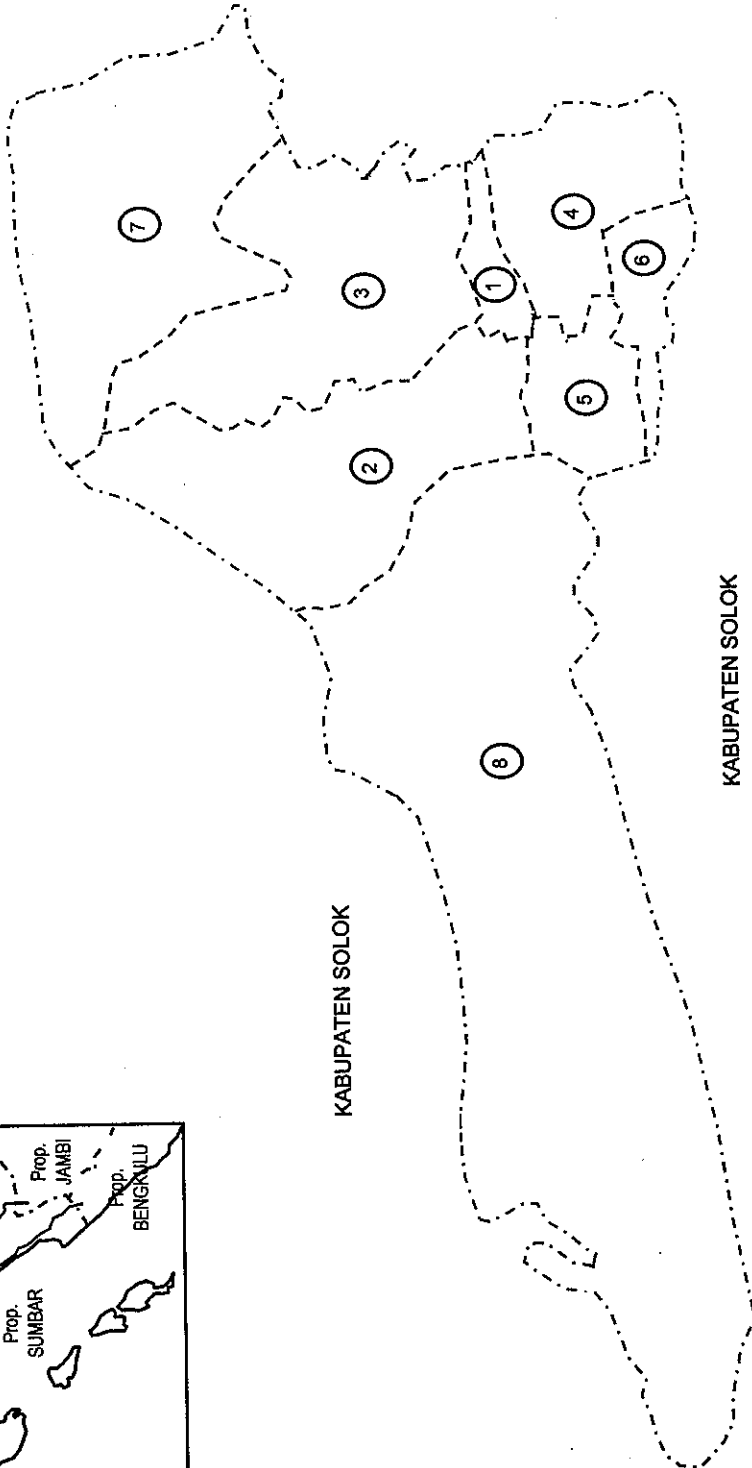 7
3
4
1
6
2
5
8
KABUPATEN SOLOK
KABUPATEN SOLOK
Prop.
JAMBI
Prop.
BENGKULU
Prop.
SUMBAR